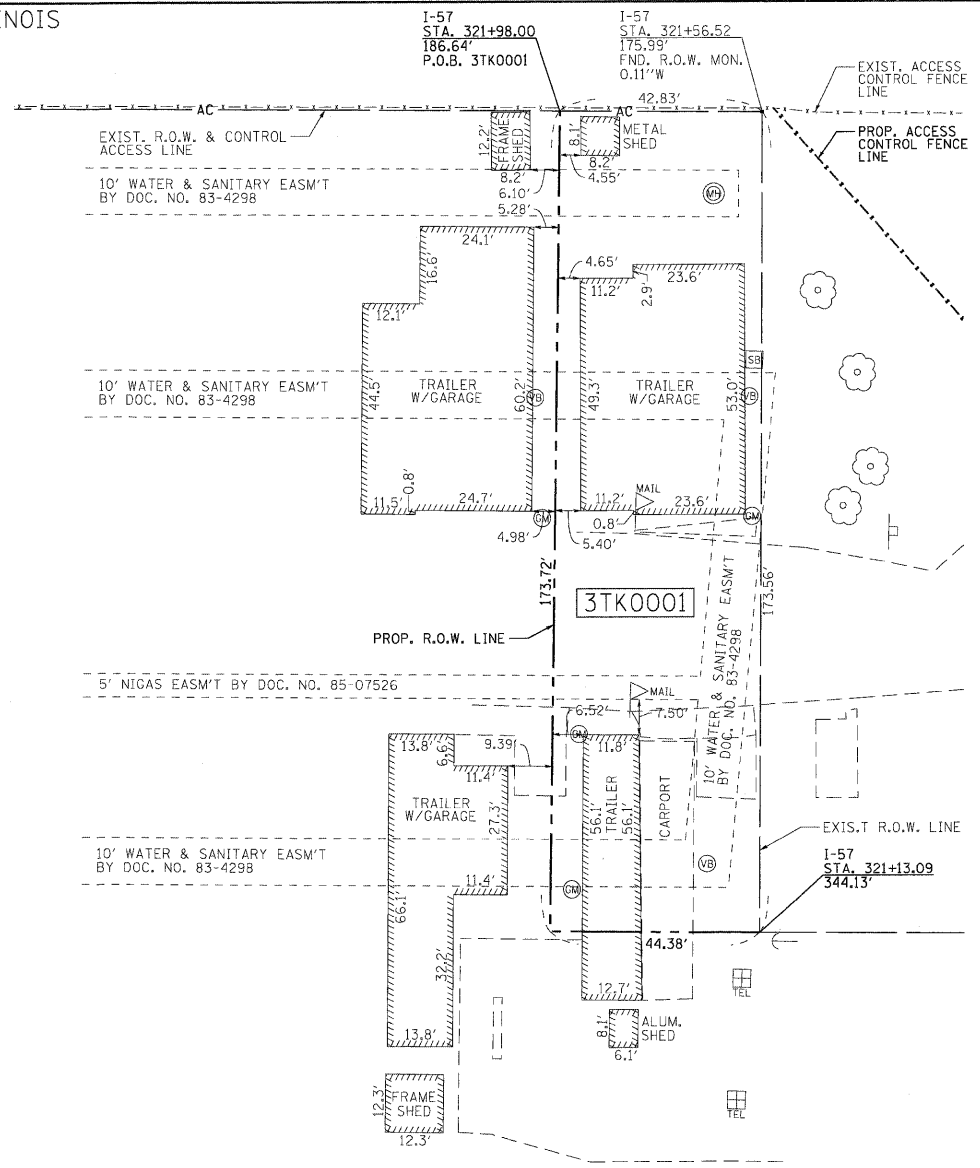 INOIS
I-57
STA. 321+98.00
186.64'
P.O.B. 3TK0001
I-57
STA. 321+56.52
175.99'
FND. R.O.W. MON.
0.11"W
EXIST. ACCESS
CONTROL FENCE
LINE
PROP. ACCESS
CONTROL FENCE
LINE
AC
AC
42.83'
EXIST. R.O.W. & CONTROL
ACCESS LINE
12.2'
FRAME
SHED
8.2'
6.10'
8.1'
METAL
SHED
8.2'
4.55'
10' WATER & SANITARY EASM'T
BY DOC. NO. 83-4298
MH
5.28'
24.1'
16.6'
12.1'
4.65'
11.2'
2.9'
23.6'
10' WATER & SANITARY EASM'T
BY DOC. NO. 83-4298
44.5'
TRAILER
W/GARAGE
60.2'
VB
49.3'
TRAILER
W/GARAGE
53.0'
SB
VB
0.8'
11.5'
24.7'
GM
4.98'
11.2'
MAIL
23.6'
0.8'
GM
5.40'
173.72'
3TK0001
173.56'
10' WATER & SANITARY EASM'T
BY DOC. NO. 83-4298
PROP. R.O.W. LINE
5' NIGAS EASM'T BY DOC. NO. 85-07526
MAIL
6.52'
7.50'
13.8'
6.6'
9.39'
11.4'
GM
11.8'
TRAILER
W/GARAGE
27.3'
56.1'
TRAILER
56.1'
CARPORT
10' WATER & SANITARY EASM'T
BY DOC. NO. 83-4298
EXIS.T R.O.W. LINE
VB
11.4'
GM
I-57
STA. 321+13.09
344.13'
66.1'
32.2'
44.38'
12.7'
TEL
13.8'
8.1'
ALUM.
SHED
6.1'
12.3'
FRAME
SHED
12.3'
TEL